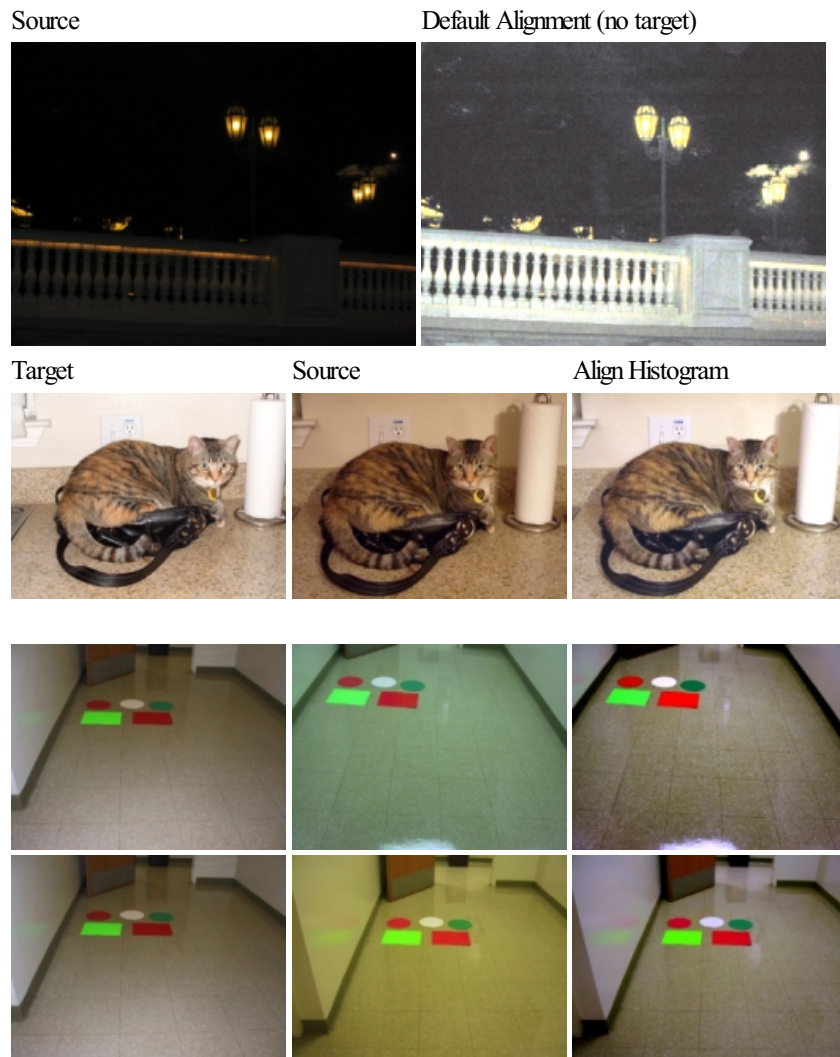 Source
Default Alignment (no target)
Target
Source
Align Histogram